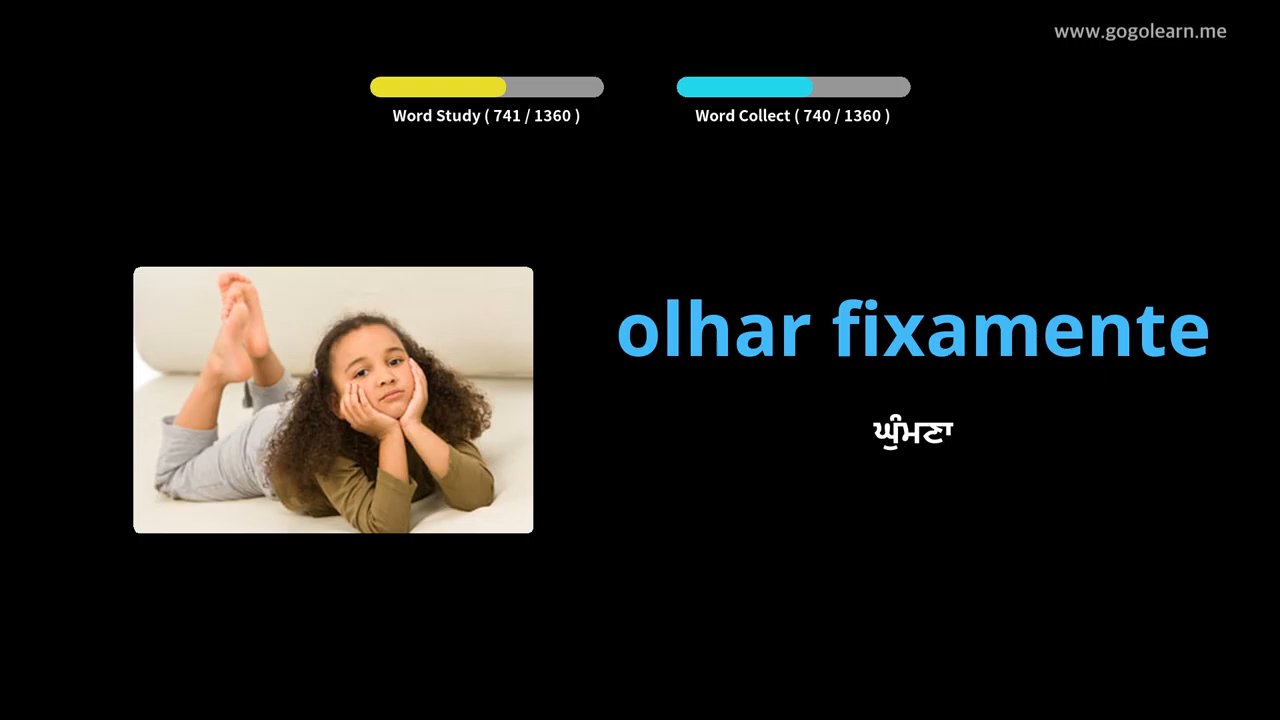 www.gogolearn.me
Word Study ( 741 / 1360 )
Word Collect ( 740 / 1360 )
olhar fixamente
ਘੁੰਮਣਾ